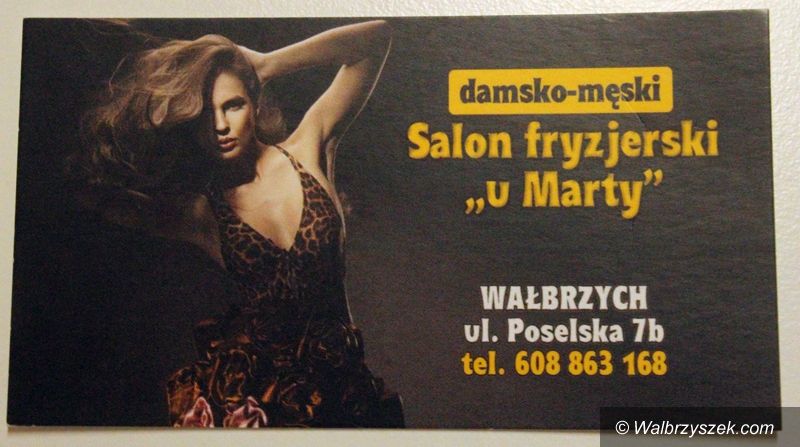 damsko-męski
Salon fryzjerski
„u Marty”
WAŁBRZYCH
ul. Poselska 7b
tel. 608 863 168
© Walbrzyszek.com